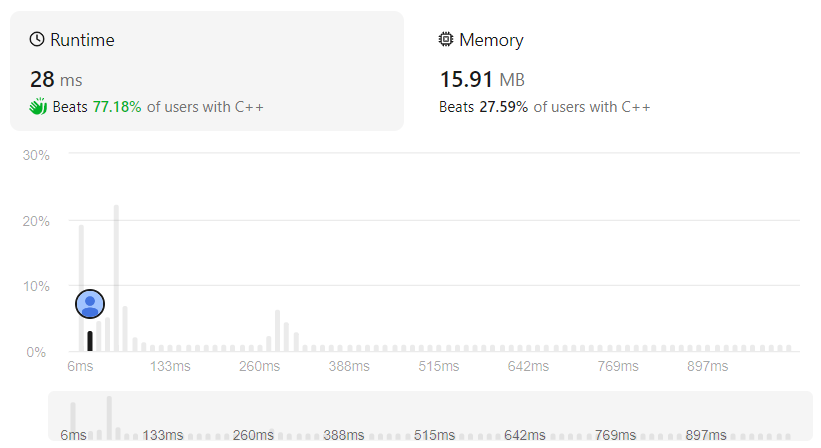 Runtime
28 ms
Beats 77.18% of users with C++
Memory
15.91 MB
Beats 27.59% of users with C++
30%
20%
10%
0%
6ms 133ms 260ms 388ms 515ms 642ms 769ms 897ms
6ms 133ms 260ms 388ms 515ms 642ms 769ms 897ms